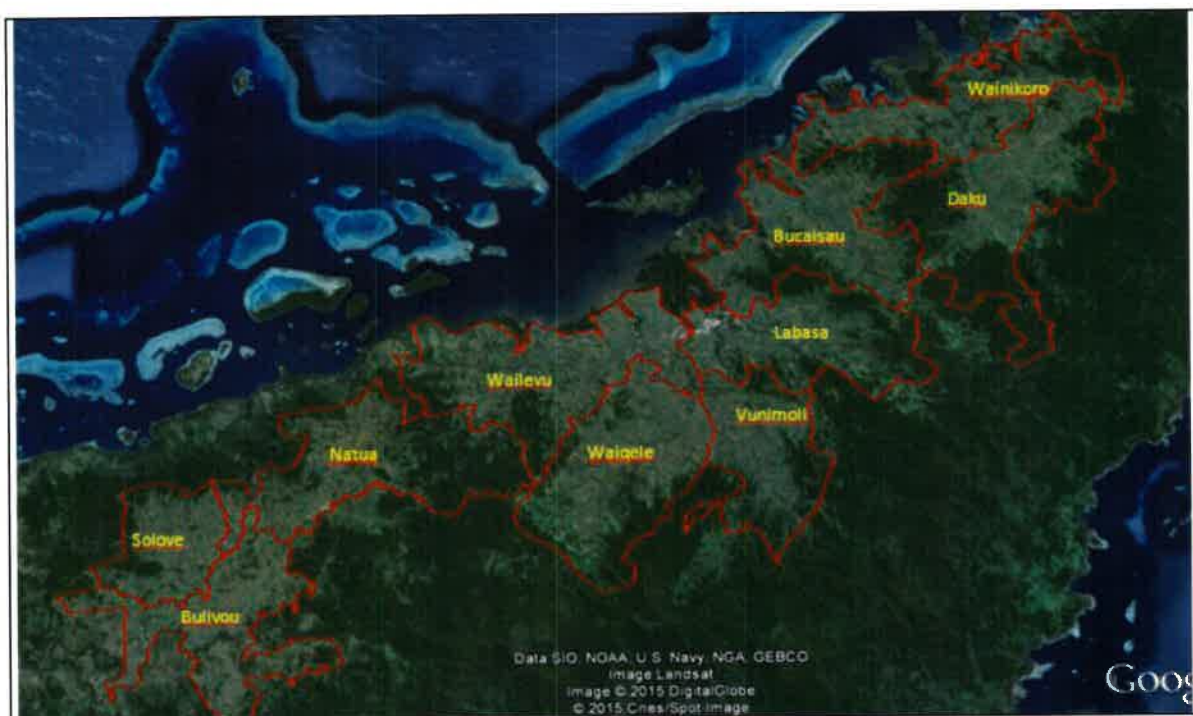 Wainikoro
Daku
Bucaisau
Labasa
Wailevu
Vunimoli
Natua
Waiqele
Solove
Bulivou
Data SIO, NOAA, U.S. Navy, NGA, GEBCO
Image Landsat
Image © 2015 DigitalGlobe
© 2015 Cnes/Spot Image
Goog